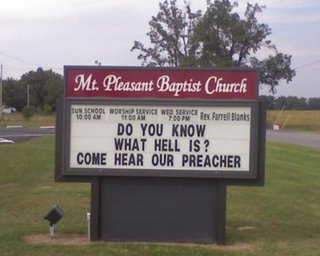 Mt. Pleasant Baptist Church
SUN SCHOOL WORSHIP SERVICE WED. SERVICE Rev. Farrell Blanks
10:00 AM 11:00 AM 7:00 PM
DO YOU KNOW
WHAT HELL IS?
COME HEAR OUR PREACHER